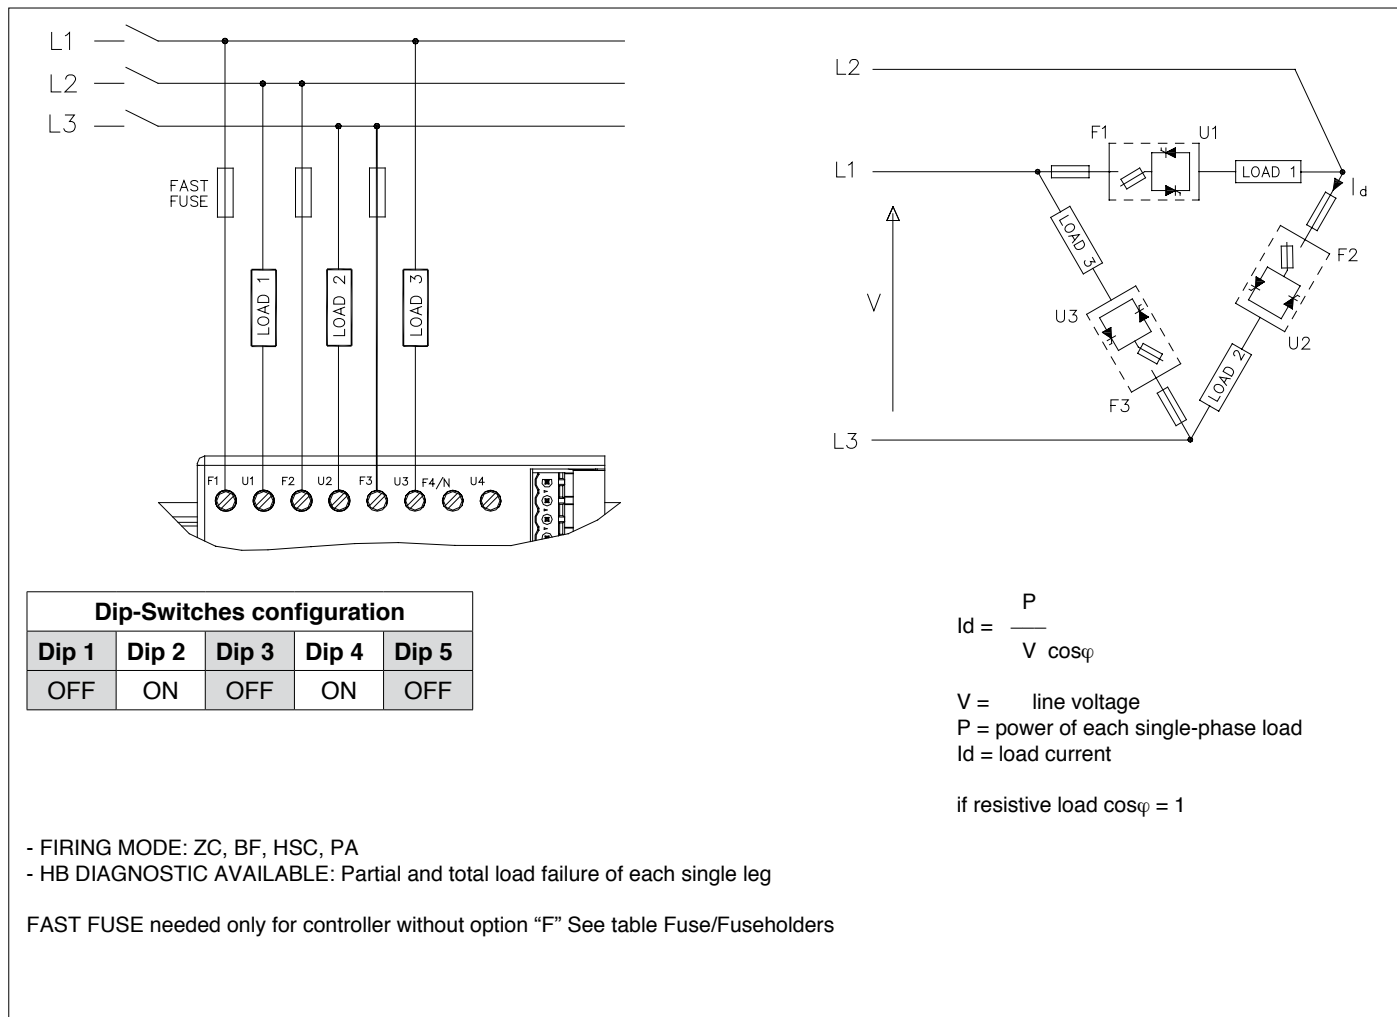 L1
L2
L3
FAST
FUSE
LOAD 1
LOAD 2
LOAD 3
F1 U1 F2 U2 F3 U3 F4/N U4
L2
L1
L3
V
F1 U1
LOAD 1
Id
F2
U2
LOAD 2
LOAD 3
U3
F3
Dip-Switches configuration
Dip 1 Dip 2 Dip 3 Dip 4 Dip 5
OFF ON OFF ON OFF
P
Id =
V cosφ
V = line voltage
P = power of each single-phase load
Id = load current
if resistive load cosφ = 1
- FIRING MODE: ZC, BF, HSC, PA
- HB DIAGNOSTIC AVAILABLE: Partial and total load failure of each single leg
FAST FUSE needed only for controller without option “F” See table Fuse/Fuseholders